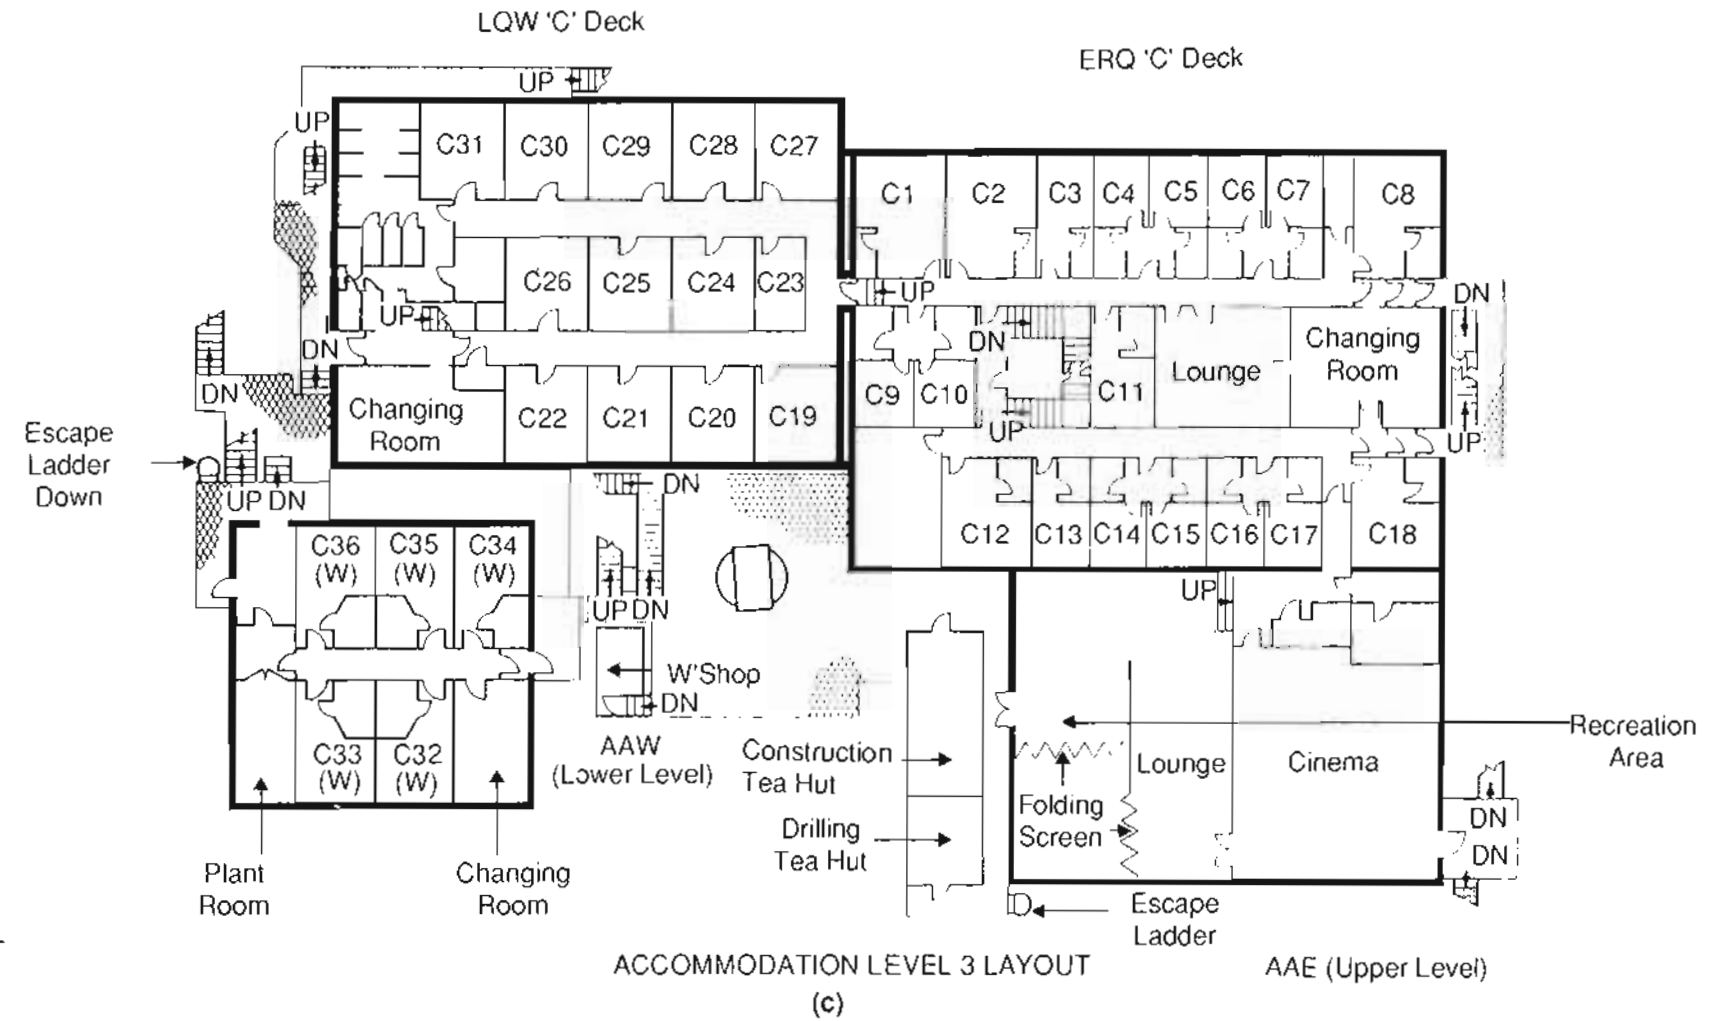 LQW 'C' Deck
ERQ 'C' Deck
UP
UP
C31
C30
C29
C28
C27
C1
C2
C3
C4
C5
C6
C7
C8
C26
C25
C24
C23
UP
UP
DN
DN
DN
DN
C9
C10
C11
Lounge
Changing
Room
Changing
Room
C22
C21
C20
C19
UP
UP
Escape
Ladder
Down
UP
DN
DN
C12
C13
C14
C15
C16
C17
C18
C36
(W)
C35
(W)
C34
(W)
UP
DN
UP
W'Shop
DN
C33
(W)
C32
(W)
AAW
(Lower Level)
Construction
Tea Hut
Lounge
Cinema
Recreation
Area
Folding
Screen
Drilling
Tea Hut
DN
DN
Plant
Room
Changing
Room
Escape
Ladder
ACCOMMODATION LEVEL 3 LAYOUT
AAE (Upper Level)
(c)